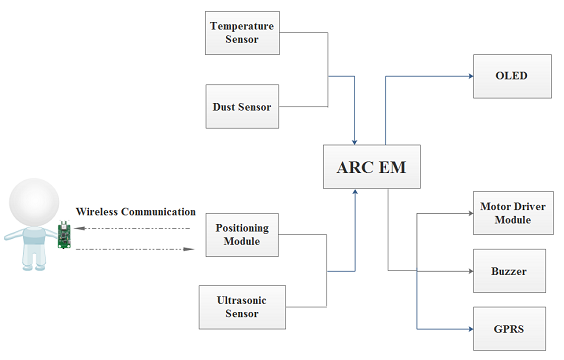 Temperature
Sensor
Dust Sensor
OLED
ARC EM
Wireless Communication
Positioning
Module
Ultrasonic
Sensor
Motor Driver
Module
Buzzer
GPRS